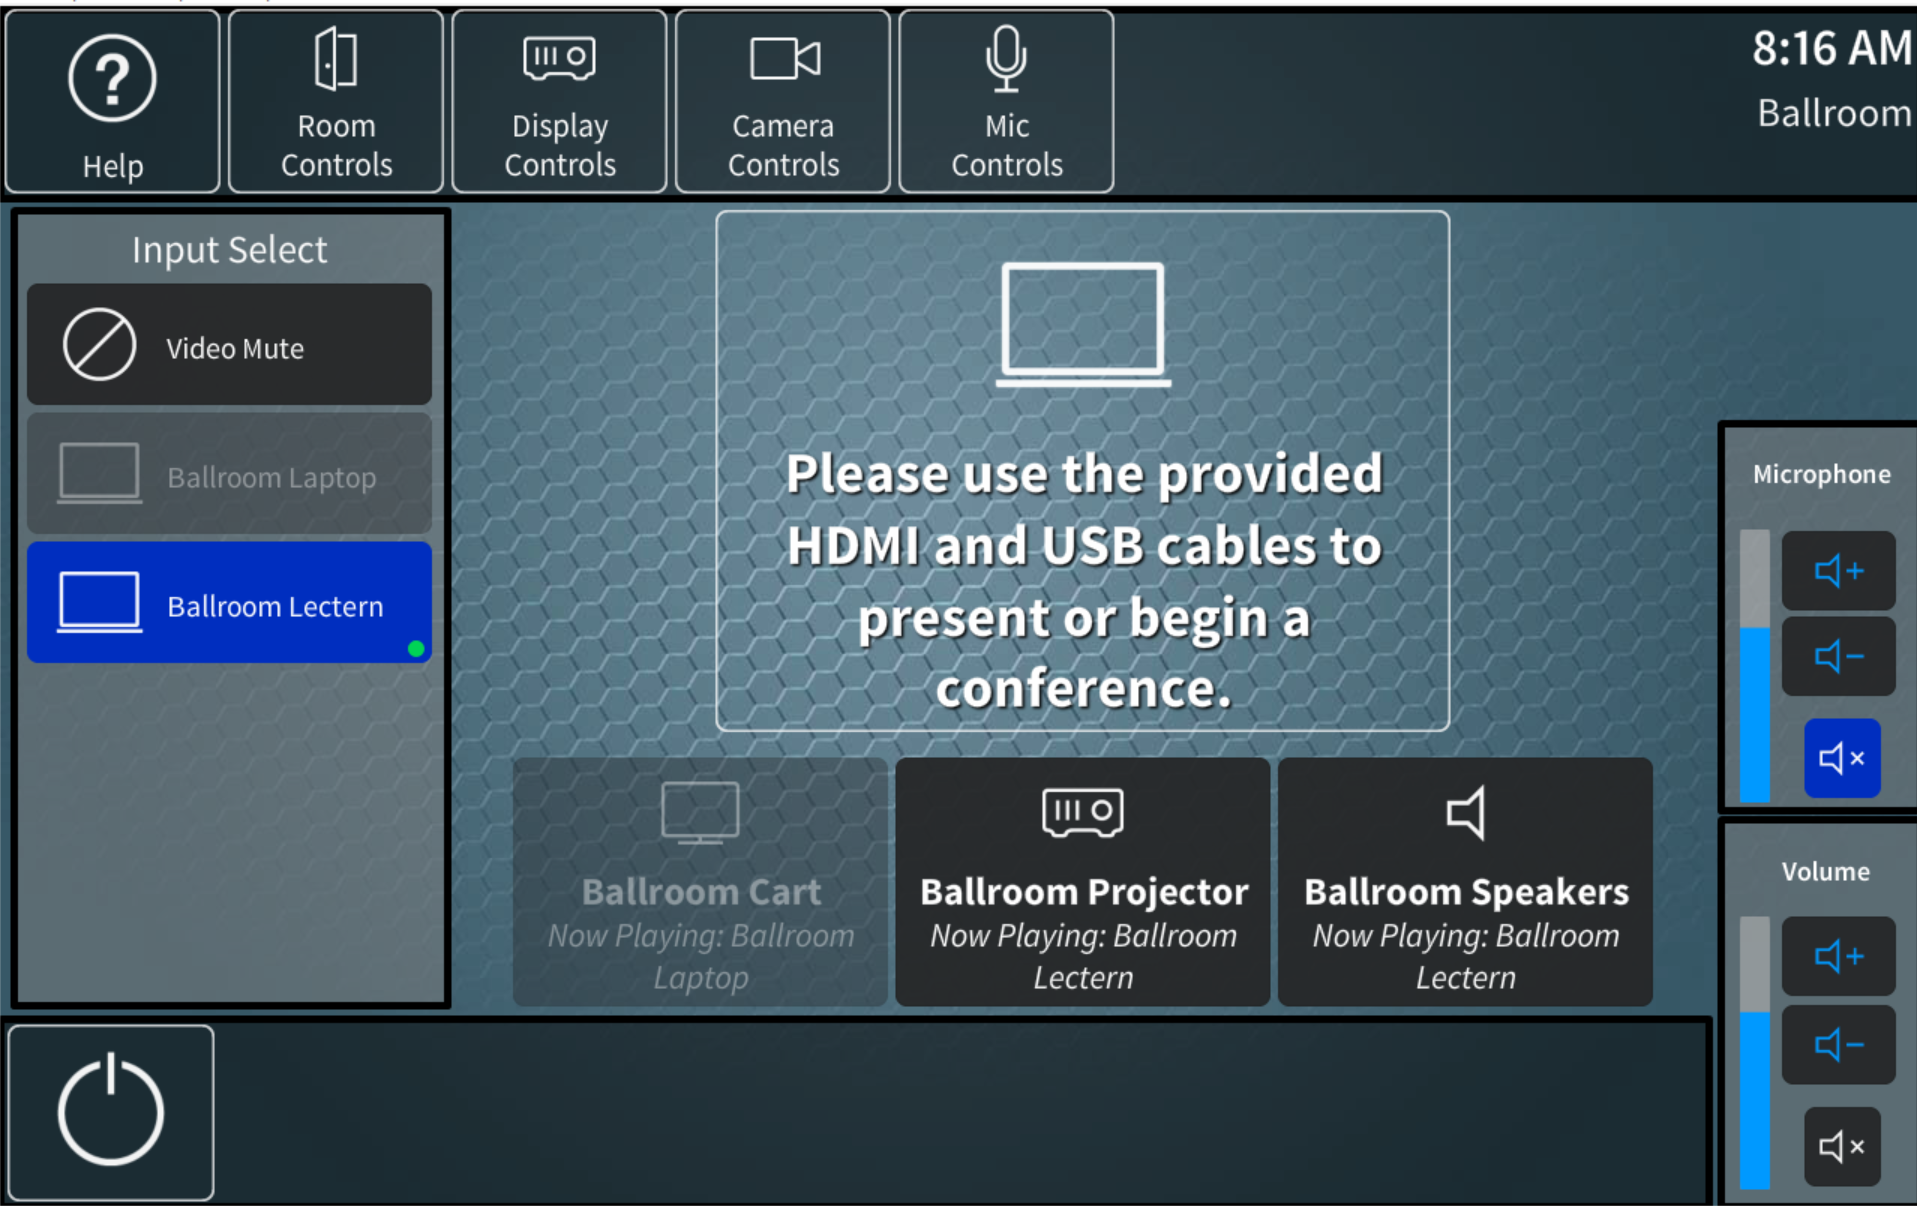 Help
Room
Controls
Display
Controls
Camera
Controls
Mic
Controls
8:16 AM
Ballroom
Input Select
Video Mute
Ballroom Laptop
Ballroom Lectern
Please use the provided
HDMI and USB cables to
present or begin a
conference.
Ballroom Cart
Now Playing: Ballroom
Laptop
Ballroom Projector
Now Playing: Ballroom
Lectern
Ballroom Speakers
Now Playing: Ballroom
Lectern
Microphone
Volume